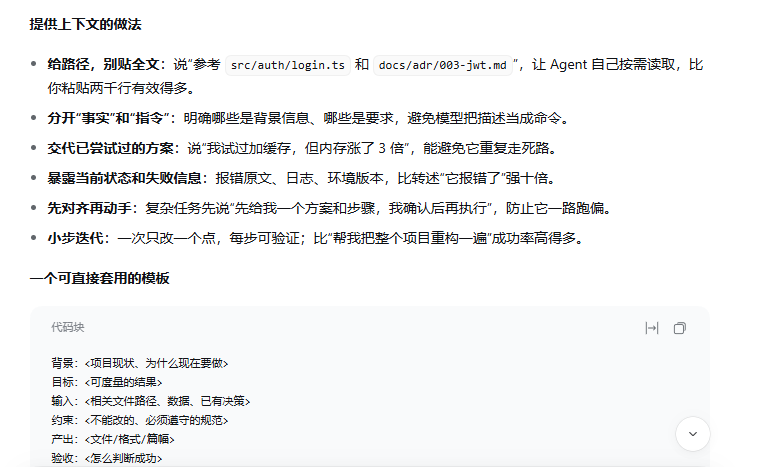 提供上下文的做法
给路径，别贴全文：说“参考 src/auth/login.ts 和 docs/adr/003-jwt.md”，让 Agent 自己按需读取，比
你粘贴两千行有效得多。
分开“事实”和“指令”：明确哪些是背景信息、哪些是要求，避免模型把描述当成命令。
交代已尝试过的方案：说“我试过加缓存，但内存涨了 3 倍”，能避免它重复走死路。
暴露当前状态和失败信息：报错原文、日志、环境版本，比转述“它报错了”强十倍。
先对齐再动手：复杂任务先说“先给我一个方案和步骤，我确认后再执行”，防止它一路跑偏。
小步迭代：一次只改一个点，每步可验证；比“帮我把整个项目重构一遍”成功率高得多。
一个可直接套用的模板
代码块
背景：<项目现状、为什么现在要做>
目标：<可度量的结果>
输入：<相关文件路径、数据、已有决策>
约束：<不能改的、必须遵守的规范>
产出：<文件/格式/篇幅>
验收：<怎么判断成功>